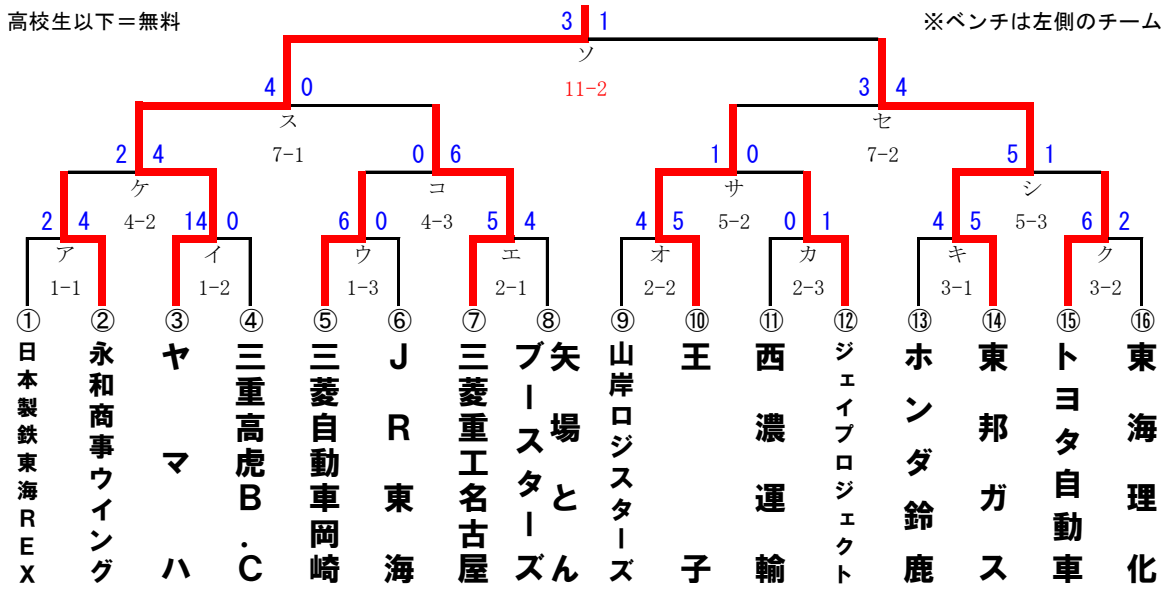 高校生以下＝無料
※ベンチは左側のチーム
3 1
ソ
11-2
4 0
ス
7-1
3 4
セ
7-2
2 4
ケ
4-2
0 6
コ
4-3
1 0
サ
5-2
5 1
シ
5-3
2 4
ア
1-1
14 0
イ
1-2
6 0
ウ
1-3
5 4
エ
2-1
4 5
オ
2-2
0 1
カ
2-3
4 5
キ
3-1
6 2
ク
3-2
① 日本製鉄東海REX
② 永和商事ウイング
③ ヤマハ
④ 三重高虎B.C
⑤ 三菱自動車岡崎
⑥ JR東海
⑦ 三菱重工名古屋
⑧ 矢場とん
ブースターズ
⑨ 山岸ロジスターズ
⑩ 王子
⑪ 西濃運輸
⑫ ジェイプロジェクト
⑬ ホンダ鈴鹿
⑭ 東邦ガス
⑮ トヨタ自動車
⑯ 東海理化